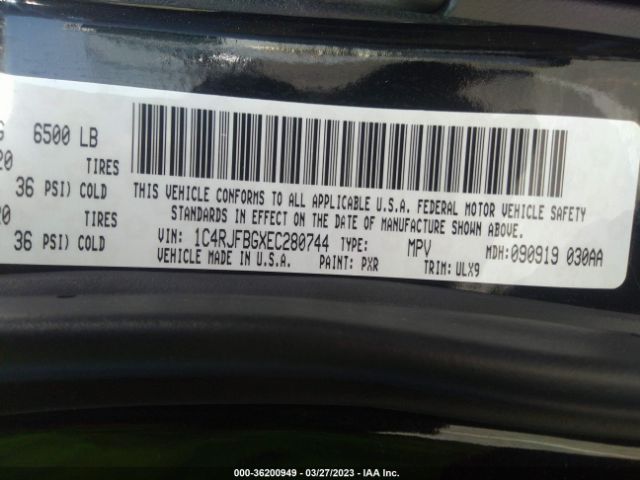 G 6500 LB
20 TIRES
36 PSI) COLD
20 TIRES
36 PSI) COLD
THIS VEHICLE CONFORMS TO ALL APPLICABLE U.S.A. FEDERAL MOTOR VEHICLE SAFETY
STANDARDS IN EFFECT ON THE DATE OF MANUFACTURE SHOWN ABOVE.
VIN: 1C4RJFBGXEC280744 TYPE: MPV MDH: 090919 030AA
VEHICLE MADE IN U.S.A. PAINT: PXR TRIM: ULX9
000-36200949 - 03/27/2023 - IAA Inc.